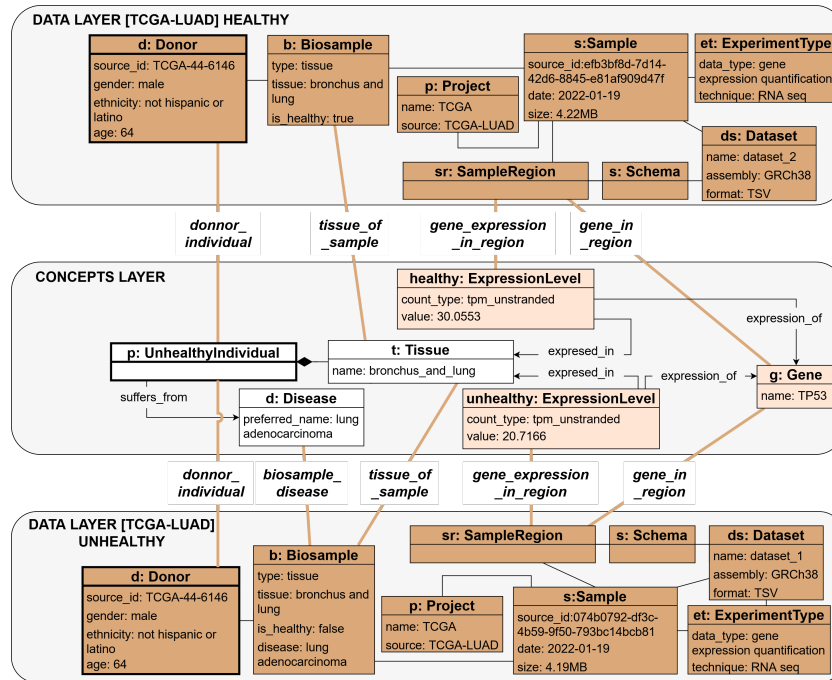 DATA LAYER [TCGA-LUAD] HEALTHY
d: Donor
source_id: TCGA-44-6146
gender: male
ethnicity: not hispanic or
latino
age: 64
b: Biosample
type: tissue
tissue: bronchus and
lung
is_healthy: true
p: Project
name: TCGA
source: TCGA-LUAD
s:Sample
source_id:efb3bf8d-7d14-
42d6-8845-e81af909d47f
date: 2022-01-19
size: 4.22MB
et: ExperimentType
data_type: gene
expression quantification
technique: RNA seq
ds: Dataset
name: dataset_2
assembly: GRCh38
format: TSV
sr: SampleRegion
s: Schema
donnor_
individual
tissue_of
_sample
gene_expression
_in_region
gene_in
_region
CONCEPTS LAYER
healthy: ExpressionLevel
count_type: tpm_unstranded
value: 30.0553
expression_of
p: UnhealthyIndividual
t: Tissue
name: bronchus_and_lung
expresed_in
expresed_in
expression_of
g: Gene
name: TP53
suffers_from
d: Disease
preferred_name: lung
adenocarcinoma
unhealthy: ExpressionLevel
count_type: tpm_unstranded
value: 20.7166
donnor_
individual
biosample_
disease
tissue_of
_sample
gene_expression
_in_region
gene_in
_region
DATA LAYER [TCGA-LUAD]
UNHEALTHY
d: Donor
source_id: TCGA-44-6146
gender: male
ethnicity: not hispanic or
latino
age: 64
b: Biosample
type: tissue
tissue: bronchus and
lung
is_healthy: false
disease: lung
adenocarcinoma
sr: SampleRegion
s: Schema
ds: Dataset
name: dataset_1
assembly: GRCh38
format: TSV
p: Project
name: TCGA
source: TCGA-LUAD
s:Sample
source_id:074b0792-df3c-
4b59-9f50-793bc14bcb81
date: 2022-01-19
size: 4.19MB
et: ExperimentType
data_type: gene
expression quantification
technique: RNA seq